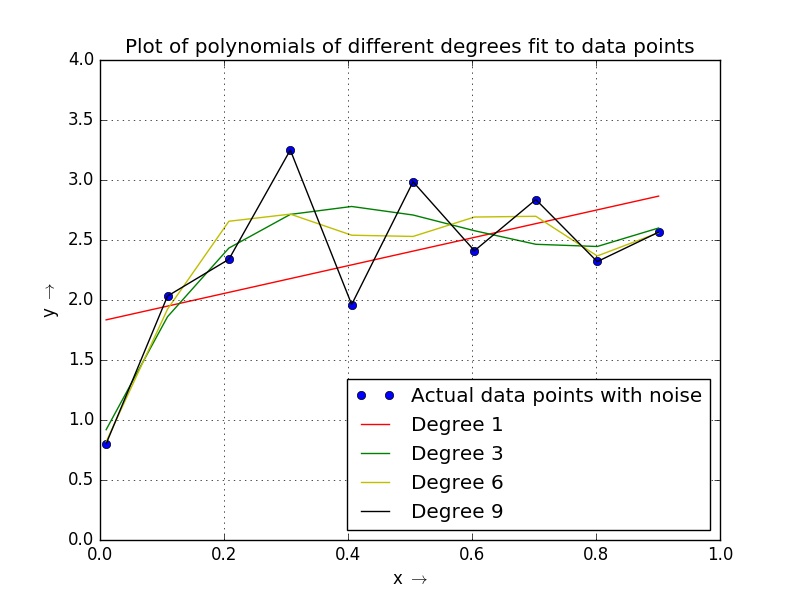 Plot of polynomials of different degrees fit to data points
4.0
3.5
3.0
2.5
2.0
1.5
1.0
0.5
0.0
y →
Actual data points with noise
Degree 1
Degree 3
Degree 6
Degree 9
0.0 0.2 0.4 0.6 0.8 1.0
x →